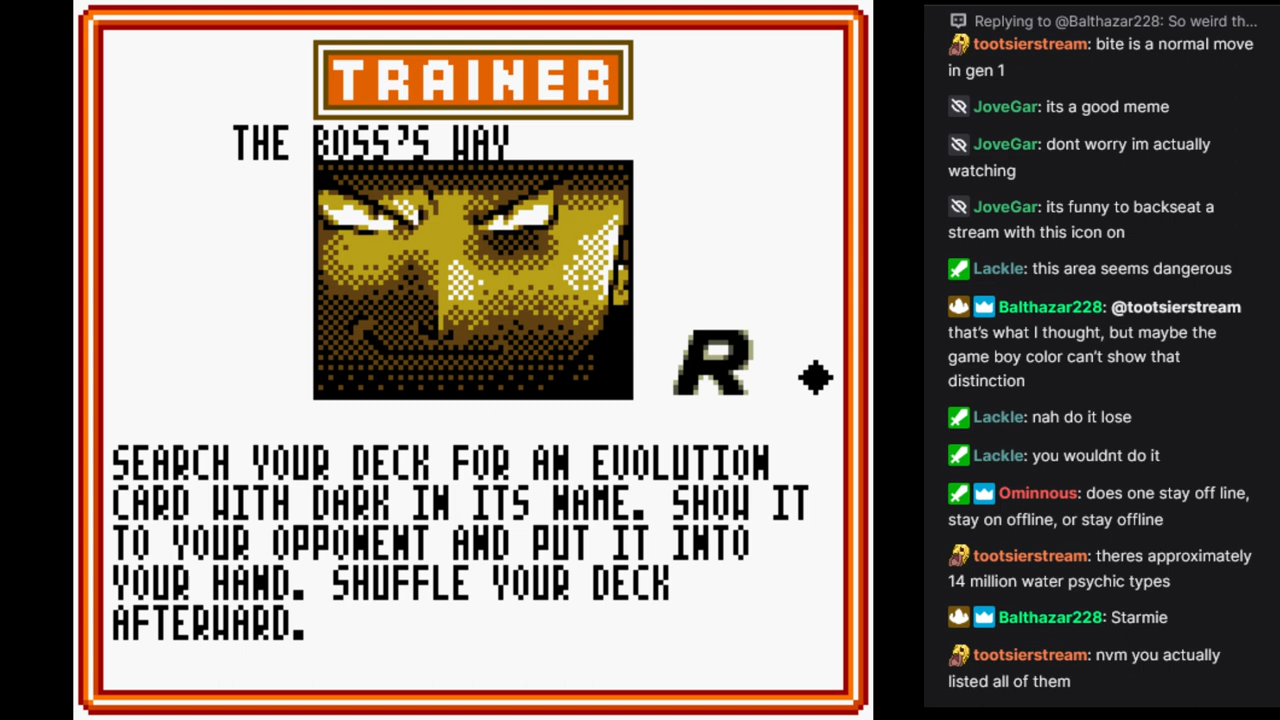 TRAINER
THE BOSS'S WAY
R
SEARCH YOUR DECK FOR AN EVOLUTION
CARD WITH DARK IN ITS NAME. SHOW IT
TO YOUR OPPONENT AND PUT IT INTO
YOUR HAND. SHUFFLE YOUR DECK
AFTERWARD.
Replying to @Balthazar228: So weird th...
tootsierstream: bite is a normal move
in gen 1
JoveGar: its a good meme
JoveGar: dont worry im actually
watching
JoveGar: its funny to backseat a
stream with this icon on
Lackle: this area seems dangerous
Balthazar228: @tootsierstream
that's what I thought, but maybe the
game boy color can't show that
distinction
Lackle: nah do it lose
Lackle: you wouldnt do it
Ominnous: does one stay off line,
stay on offline, or stay offline
tootsierstream: theres approximately
14 million water psychic types
Balthazar228: Starmie
tootsierstream: nvm you actually
listed all of them